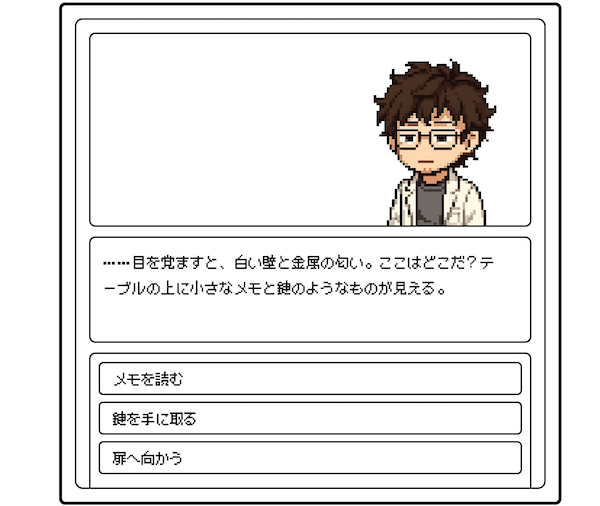 ……目を覚ますと、白い壁と金属の匂い。ここはどこだ？テ
ーブルの上に小さなメモと鍵のようなものが見える。
メモを読む
鍵を手に取る
扉へ向かう